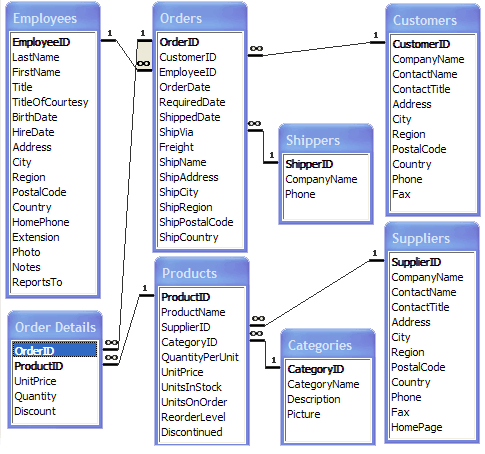 Employees
EmployeeID
LastName
FirstName
Title
TitleOfCourtesy
BirthDate
HireDate
Address
City
Region
PostalCode
Country
HomePhone
Extension
Photo
Notes
ReportsTo
1
1
∞
Orders
OrderID
CustomerID
EmployeeID
OrderDate
RequiredDate
ShippedDate
ShipVia
Freight
ShipName
ShipAddress
ShipCity
ShipRegion
ShipPostalCode
ShipCountry
∞
1
∞
1
Customers
CustomerID
CompanyName
ContactName
ContactTitle
Address
City
Region
PostalCode
Country
Phone
Fax
Shippers
ShipperID
CompanyName
Phone
Order Details
OrderID
ProductID
UnitPrice
Quantity
Discount
∞
∞
1
Products
ProductID
ProductName
SupplierID
CategoryID
QuantityPerUnit
UnitPrice
UnitsInStock
UnitsOnOrder
ReorderLevel
Discontinued
∞
∞
1
1
Categories
CategoryID
CategoryName
Description
Picture
Suppliers
SupplierID
CompanyName
ContactName
ContactTitle
Address
City
Region
PostalCode
Country
Phone
Fax
HomePage